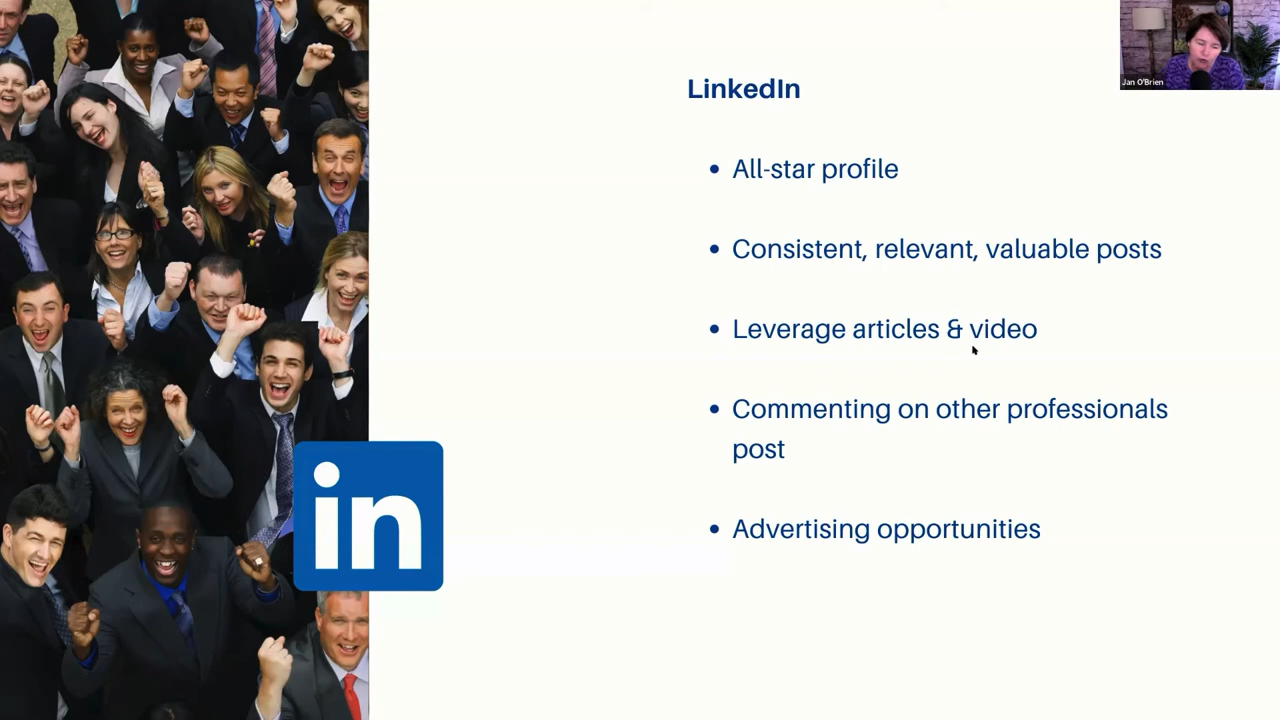 Jan O'Brien
LinkedIn
• All-star profile
• Consistent, relevant, valuable posts
• Leverage articles & video
• Commenting on other professionals
post
• Advertising opportunities
in